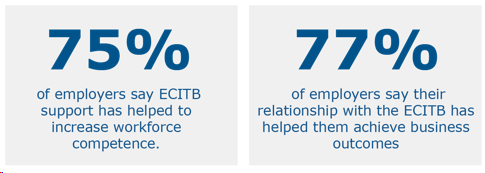 75%
of employers say ECITB
support has helped to
increase workforce
competence.
77%
of employers say their
relationship with the ECITB has
helped them achieve business
outcomes